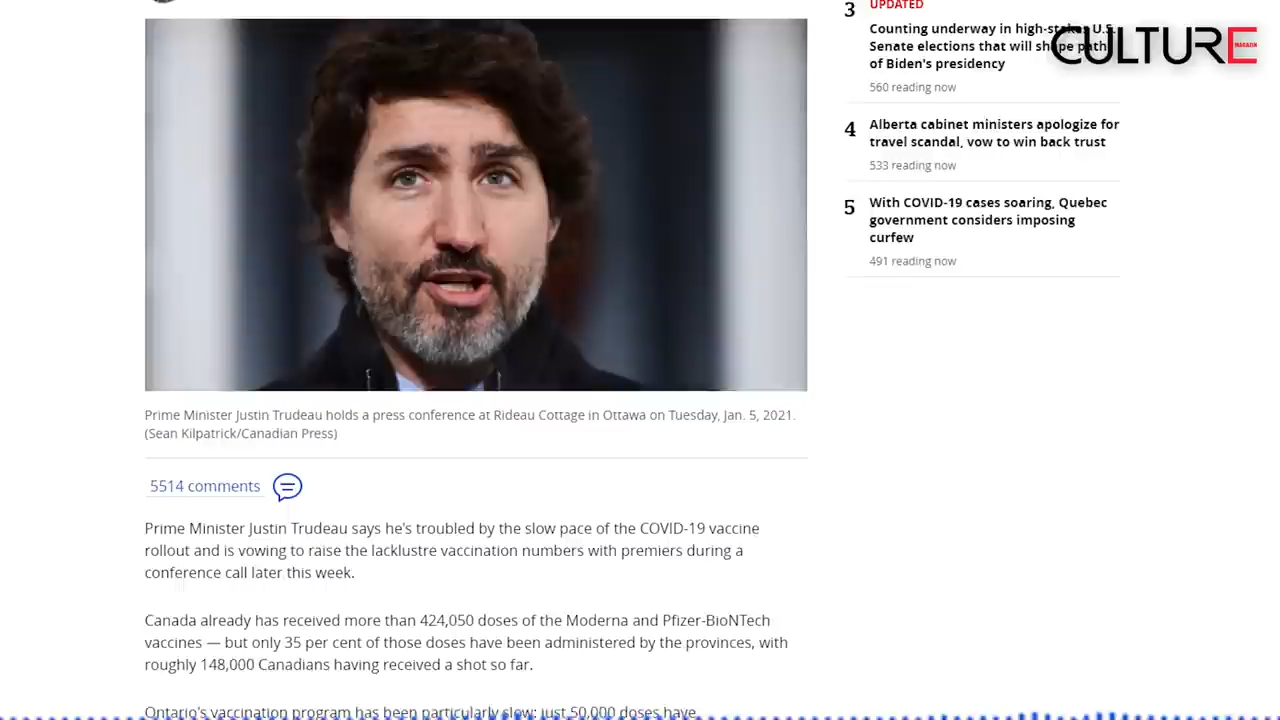 Prime Minister Justin Trudeau holds a press conference at Rideau Cottage in Ottawa on Tuesday, Jan. 5, 2021.
(Sean Kilpatrick/Canadian Press)
5514 comments
Prime Minister Justin Trudeau says he's troubled by the slow pace of the COVID-19 vaccine
rollout and is vowing to raise the lacklustre vaccination numbers with premiers during a
conference call later this week.
Canada already has received more than 424,050 doses of the Moderna and Pfizer-BioNTech
vaccines — but only 35 per cent of those doses have been administered by the provinces, with
roughly 148,000 Canadians having received a shot so far.
Ontario's vaccination program has been particularly slow: just 50,000 doses have
3
UPDATED
Counting underway in high-stakes U.S.
Senate elections that will shape path
of Biden's presidency
560 reading now
4
Alberta cabinet ministers apologize for
travel scandal, vow to win back trust
533 reading now
5
With COVID-19 cases soaring, Quebec
government considers imposing
curfew
491 reading now
CULTURE
MAGAZIN